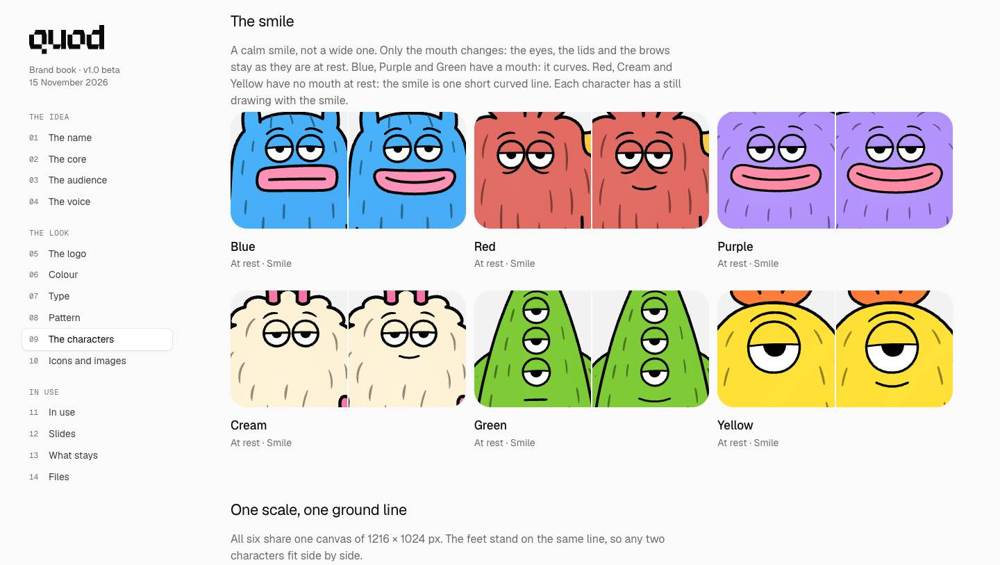 quod
Brand book · v1.0 beta
15 November 2026
THE IDEA
01 The name
02 The core
03 The audience
04 The voice
THE LOOK
05 The logo
06 Colour
07 Type
08 Pattern
09 The characters
10 Icons and images
IN USE
11 In use
12 Slides
13 What stays
14 Files
The smile
A calm smile, not a wide one. Only the mouth changes: the eyes, the lids and the brows
stay as they are at rest. Blue, Purple and Green have a mouth: it curves. Red, Cream and
Yellow have no mouth at rest: the smile is one short curved line. Each character has a still
drawing with the smile.
Blue
At rest · Smile
Red
At rest · Smile
Purple
At rest · Smile
Cream
At rest · Smile
Green
At rest · Smile
Yellow
At rest · Smile
One scale, one ground line
All six share one canvas of 1216 × 1024 px. The feet stand on the same line, so any two
characters fit side by side.